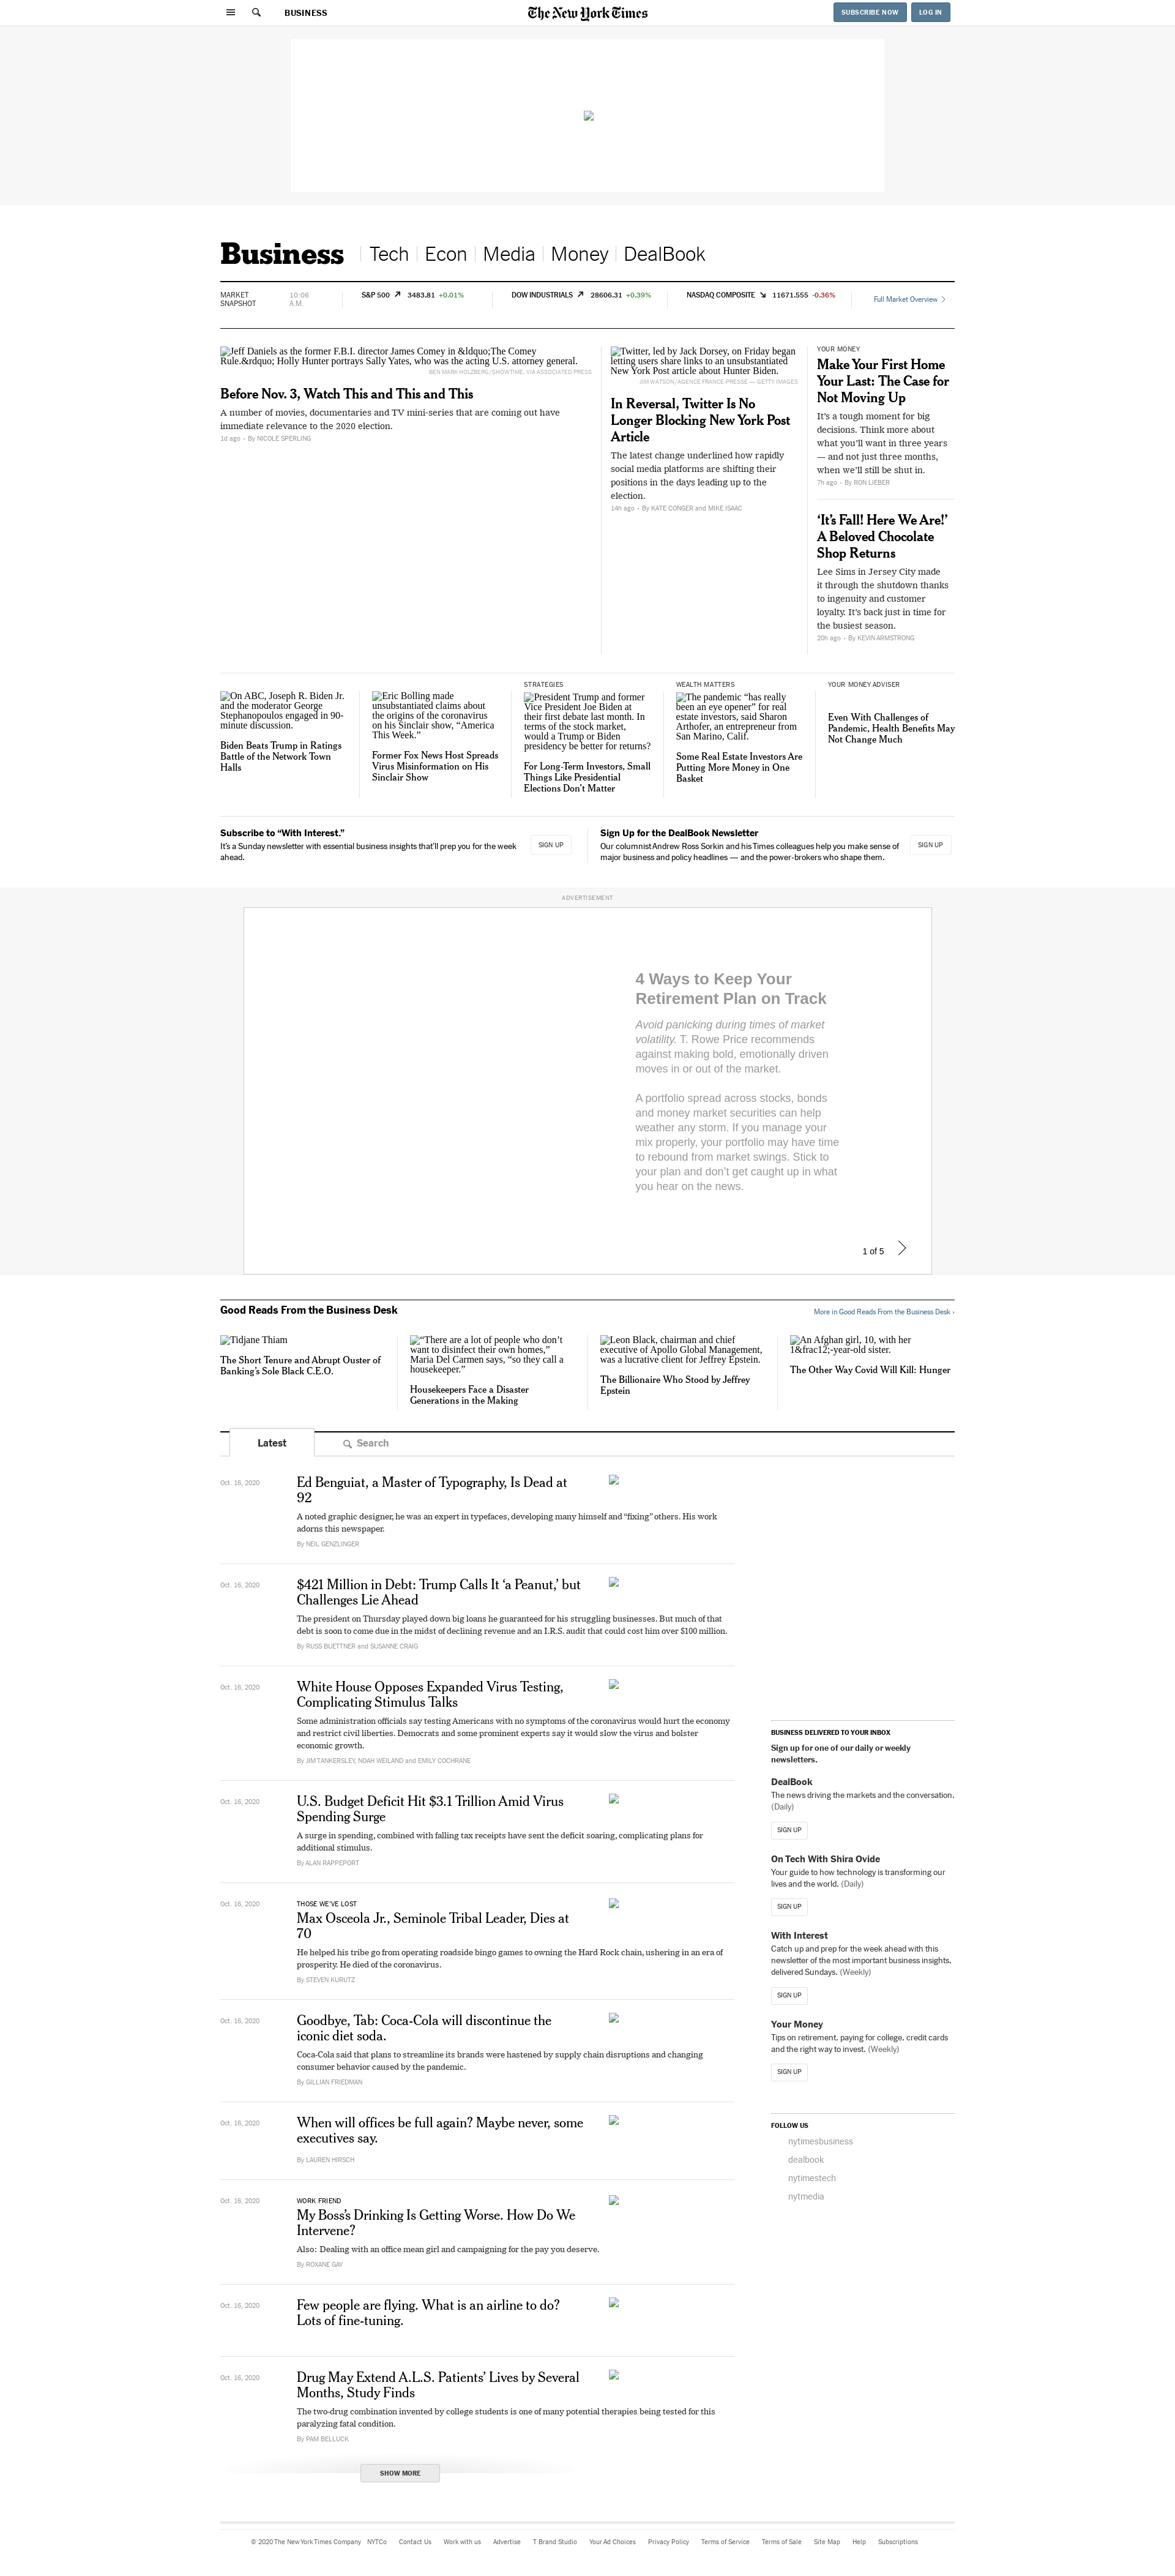 BUSINESS
The New York Times
SUBSCRIBE NOW
LOG IN
Business
Tech
Econ
Media
Money
DealBook
MARKET
SNAPSHOT
10:06
A.M.
S&P 500 3483.81 +0.01%
DOW INDUSTRIALS 28606.31 +0.39%
NASDAQ COMPOSITE 11671.555 -0.36%
Full Market Overview
Jeff Daniels as the former F.B.I. director James Comey in &ldquo;The Comey
Rule.&rdquo; Holly Hunter portrays Sally Yates, who was the acting U.S. attorney general.
BEN MARK HOLZBERG/SHOWTIME, VIA ASSOCIATED PRESS
Before Nov. 3, Watch This and This and This
A number of movies, documentaries and TV mini-series that are coming out have
immediate relevance to the 2020 election.
1d ago • By NICOLE SPERLING
Twitter, led by Jack Dorsey, on Friday began
letting users share links to an unsubstantiated
New York Post article about Hunter Biden.
JIM WATSON/AGENCE FRANCE-PRESSE — GETTY IMAGES
In Reversal, Twitter Is No
Longer Blocking New York Post
Article
The latest change underlined how rapidly
social media platforms are shifting their
positions in the days leading up to the
election.
14h ago • By KATE CONGER and MIKE ISAAC
YOUR MONEY
Make Your First Home
Your Last: The Case for
Not Moving Up
It's a tough moment for big
decisions. Think more about
what you'll want in three years
— and not just three months,
when we'll still be shut in.
7h ago • By RON LIEBER
‘It’s Fall! Here We Are!’
A Beloved Chocolate
Shop Returns
Lee Sims in Jersey City made
it through the shutdown thanks
to ingenuity and customer
loyalty. It's back just in time for
the busiest season.
20h ago • By KEVIN ARMSTRONG
On ABC, Joseph R. Biden Jr.
and the moderator George
Stephanopoulos engaged in 90-
minute discussion.
Biden Beats Trump in Ratings
Battle of the Network Town
Halls
Eric Bolling made
unsubstantiated claims about
the origins of the coronavirus
on his Sinclair show, “America
This Week.”
Former Fox News Host Spreads
Virus Misinformation on His
Sinclair Show
STRATEGIES
President Trump and former
Vice President Joe Biden at
their first debate last month. In
terms of the stock market,
would a Trump or Biden
presidency be better for returns?
For Long-Term Investors, Small
Things Like Presidential
Elections Don't Matter
WEALTH MATTERS
The pandemic “has really
been an eye opener” for real
estate investors, said Sharon
Arthofer, an entrepreneur from
San Marino, Calif.
Some Real Estate Investors Are
Putting More Money in One
Basket
YOUR MONEY ADVISER
Even With Challenges of
Pandemic, Health Benefits May
Not Change Much
Subscribe to “With Interest.”
It's a Sunday newsletter with essential business insights that'll prep you for the week
ahead.
SIGN UP
Sign Up for the DealBook Newsletter
Our columnist Andrew Ross Sorkin and his Times colleagues help you make sense of
major business and policy headlines — and the power-brokers who shape them.
SIGN UP
ADVERTISEMENT
4 Ways to Keep Your
Retirement Plan on Track
Avoid panicking during times of market
volatility. T. Rowe Price recommends
against making bold, emotionally driven
moves in or out of the market.
A portfolio spread across stocks, bonds
and money market securities can help
weather any storm. If you manage your
mix properly, your portfolio may have time
to rebound from market swings. Stick to
your plan and don't get caught up in what
you hear on the news.
1 of 5
Good Reads From the Business Desk
More in Good Reads From the Business Desk ›
Tidjane Thiam
The Short Tenure and Abrupt Ouster of
Banking's Sole Black C.E.O.
“There are a lot of people who don’t
want to disinfect their own homes,”
Maria Del Carmen says, “so they call a
housekeeper.”
Housekeepers Face a Disaster
Generations in the Making
Leon Black, chairman and chief
executive of Apollo Global Management,
was a lucrative client for Jeffrey Epstein.
The Billionaire Who Stood by Jeffrey
Epstein
An Afghan girl, 10, with her
1&frac12;-year-old sister.
The Other Way Covid Will Kill: Hunger
Latest
Search
Oct. 16, 2020
Ed Benguiat, a Master of Typography, Is Dead at
92
A noted graphic designer, he was an expert in typefaces, developing many himself and “fixing” others. His work
adorns this newspaper.
By NEIL GENZLINGER
Oct. 16, 2020
$421 Million in Debt: Trump Calls It ‘a Peanut,’ but
Challenges Lie Ahead
The president on Thursday played down big loans he guaranteed for his struggling businesses. But much of that
debt is soon to come due in the midst of declining revenue and an I.R.S. audit that could cost him over $100 million.
By RUSS BUETTNER and SUSANNE CRAIG
Oct. 16, 2020
White House Opposes Expanded Virus Testing,
Complicating Stimulus Talks
Some administration officials say testing Americans with no symptoms of the coronavirus would hurt the economy
and restrict civil liberties. Democrats and some prominent experts say it would slow the virus and bolster
economic growth.
By JIM TANKERSLEY, NOAH WEILAND and EMILY COCHRANE
Oct. 16, 2020
U.S. Budget Deficit Hit $3.1 Trillion Amid Virus
Spending Surge
A surge in spending, combined with falling tax receipts have sent the deficit soaring, complicating plans for
additional stimulus.
By ALAN RAPPEPORT
Oct. 16, 2020
THOSE WE'VE LOST
Max Osceola Jr., Seminole Tribal Leader, Dies at
70
He helped his tribe go from operating roadside bingo games to owning the Hard Rock chain, ushering in an era of
prosperity. He died of the coronavirus.
By STEVEN KURUTZ
Oct. 16, 2020
Goodbye, Tab: Coca-Cola will discontinue the
iconic diet soda.
Coca-Cola said that plans to streamline its brands were hastened by supply chain disruptions and changing
consumer behavior caused by the pandemic.
By GILLIAN FRIEDMAN
Oct. 16, 2020
When will offices be full again? Maybe never, some
executives say.
By LAUREN HIRSCH
Oct. 16, 2020
WORK FRIEND
My Boss's Drinking Is Getting Worse. How Do We
Intervene?
Also: Dealing with an office mean girl and campaigning for the pay you deserve.
By ROXANE GAY
Oct. 16, 2020
Few people are flying. What is an airline to do?
Lots of fine-tuning.
Oct. 16, 2020
Drug May Extend A.L.S. Patients’ Lives by Several
Months, Study Finds
The two-drug combination invented by college students is one of many potential therapies being tested for this
paralyzing fatal condition.
By PAM BELLUCK
SHOW MORE
BUSINESS DELIVERED TO YOUR INBOX
Sign up for one of our daily or weekly
newsletters.
DealBook
The news driving the markets and the conversation.
(Daily)
SIGN UP
On Tech With Shira Ovide
Your guide to how technology is transforming our
lives and the world. (Daily)
SIGN UP
With Interest
Catch up and prep for the week ahead with this
newsletter of the most important business insights,
delivered Sundays. (Weekly)
SIGN UP
Your Money
Tips on retirement, paying for college, credit cards
and the right way to invest. (Weekly)
SIGN UP
FOLLOW US
nytimesbusiness
dealbook
nytimestech
nytmedia
© 2020 The New York Times Company NYTCo Contact Us Work with us Advertise T Brand Studio Your Ad Choices Privacy Policy Terms of Service Terms of Sale Site Map Help Subscriptions